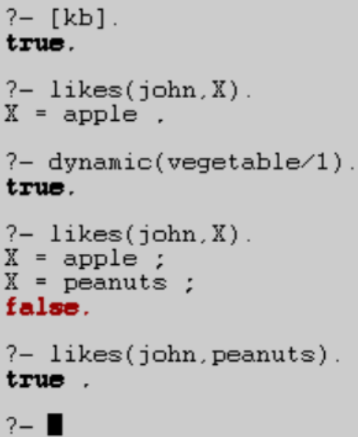 ?- [kb].
true.
?- likes(john,X).
X = apple .
?- dynamic(vegetable/1).
true.
?- likes(john,X).
X = apple ;
X = peanuts ;
false.
?- likes(john,peanuts).
true .
?-